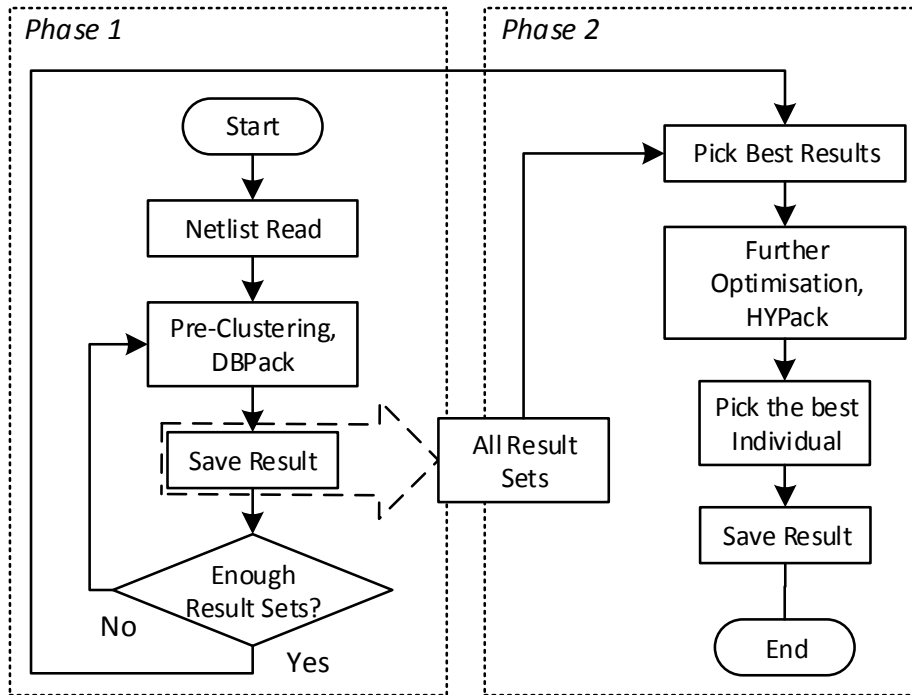 Phase 1
Start
Netlist Read
Pre-Clustering,
DBPack
Save Result
Enough
Result Sets?
No
Yes
All Result
Sets
Phase 2
Pick Best Results
Further
Optimisation,
HYPack
Pick the best
Individual
Save Result
End